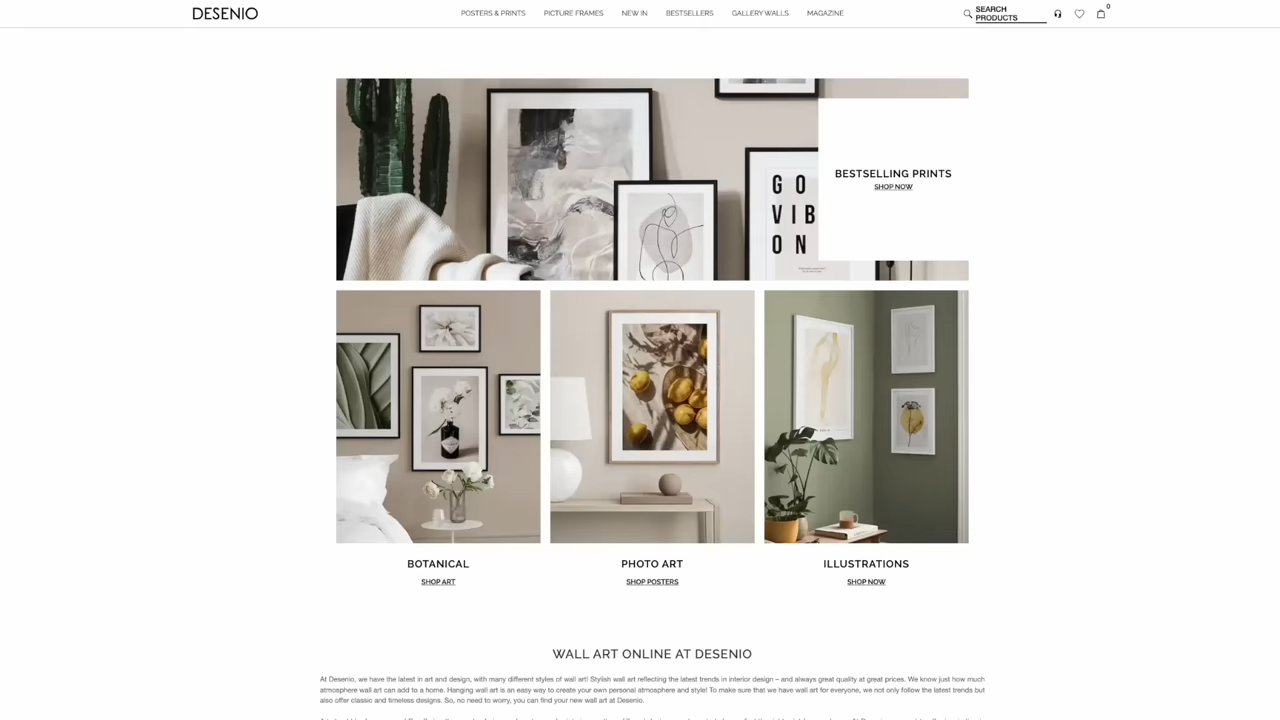 DESENIO
POSTERS & PRINTS
PICTURE FRAMES
NEW IN
BESTSELLERS
GALLERY WALLS
MAGAZINE
SEARCH
PRODUCTS
0
GO
VIB
ON
BESTSELLING PRINTS
SHOP NOW
BOTANICAL
SHOP ART
PHOTO ART
SHOP POSTERS
ILLUSTRATIONS
SHOP NOW
WALL ART ONLINE AT DESENIO
At Desenio, we have the latest in art and design, with many different styles of wall art! Stylish wall art reflecting the latest trends in interior design – and always great quality at great prices. We know just how much
atmosphere wall art can add to a home. Hanging wall art is an easy way to create your own personal atmosphere and style! To make sure that we have wall art for everyone, we not only follow the latest trends but
also offer classic and timeless designs. So, no need to worry, you can find your new wall art at Desenio.